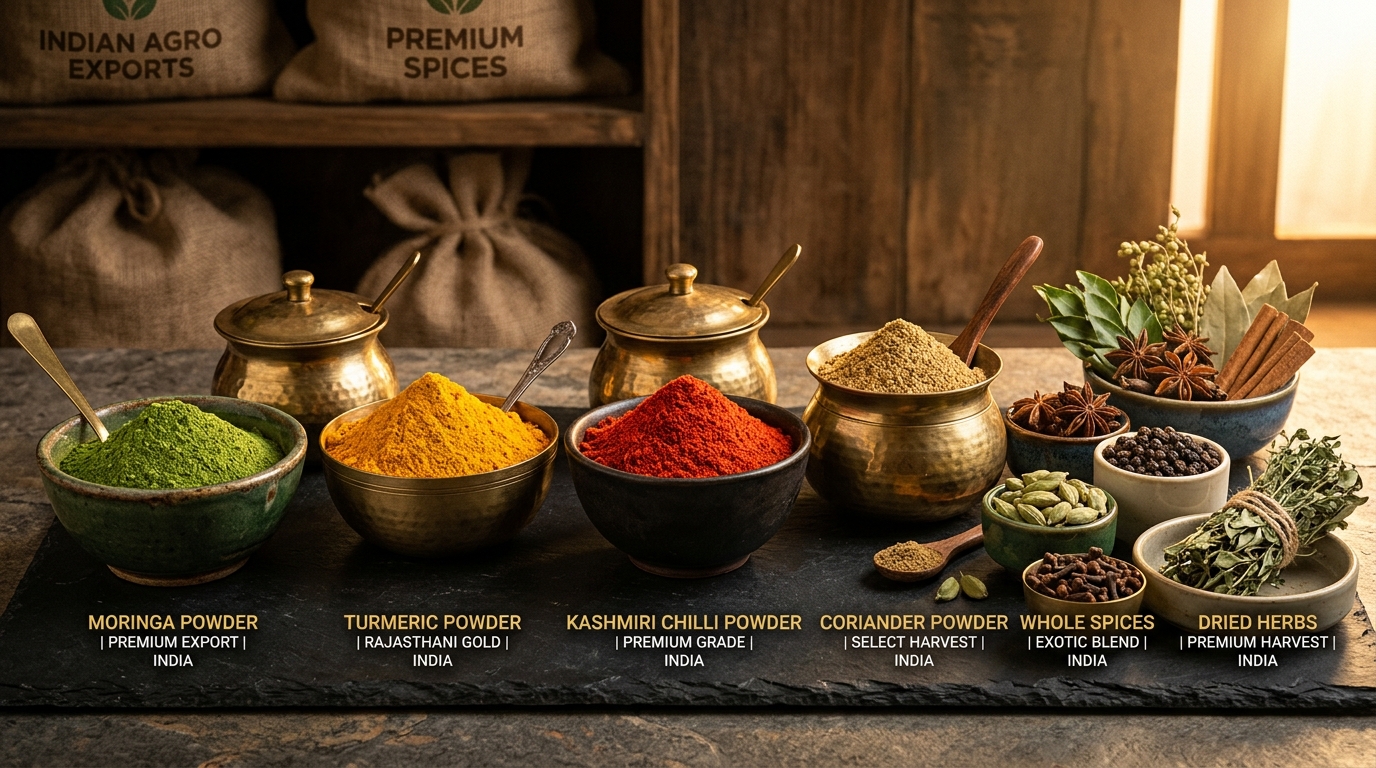 INDIAN AGRO
EXPORTS
PREMIUM
SPICES
MORINGA POWDER
| PREMIUM EXPORT |
INDIA
TURMERIC POWDER
| RAJASTHANI GOLD |
INDIA
KASHMIRI CHILLI POWDER
| PREMIUM GRADE |
INDIA
CORIANDER POWDER
| SELECT HARVEST |
INDIA
WHOLE SPICES
| EXOTIC BLEND |
INDIA
DRIED HERBS
| PREMIUM HARVEST |
INDIA